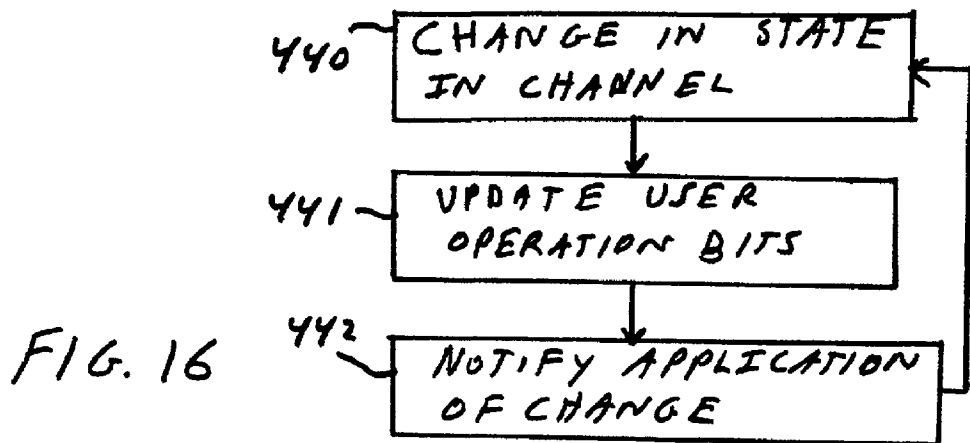 440
CHANGE IN STATE
IN CHANNEL
441
UPDATE USER
OPERATION BITS
442
NOTIFY APPLICATION
OF CHANGE
FIG. 16